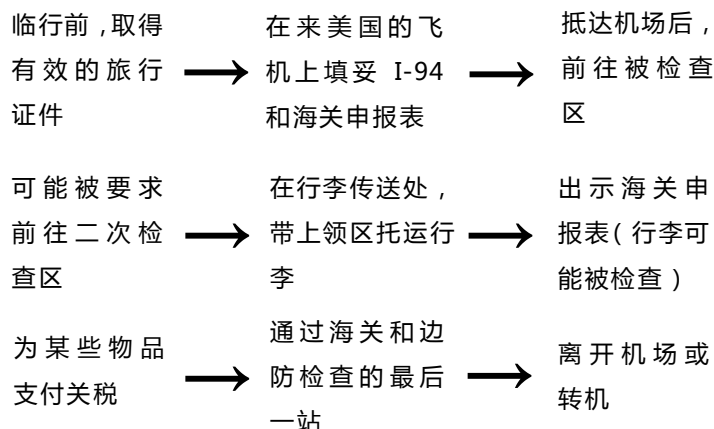 临行前,取得
有效的旅行
证件
在来美国的飞
机上填妥 I-94
和海关申报表
抵达机场后,
前往被检查
区
可能被要求
前往二次检
查区
在行李传送处,
带上领区托运行
李
出示海关申
报表(行李可
能被检查)
为某些物品
支付关税
通过海关和边
防检查的最后
一站
离开机场或
转机